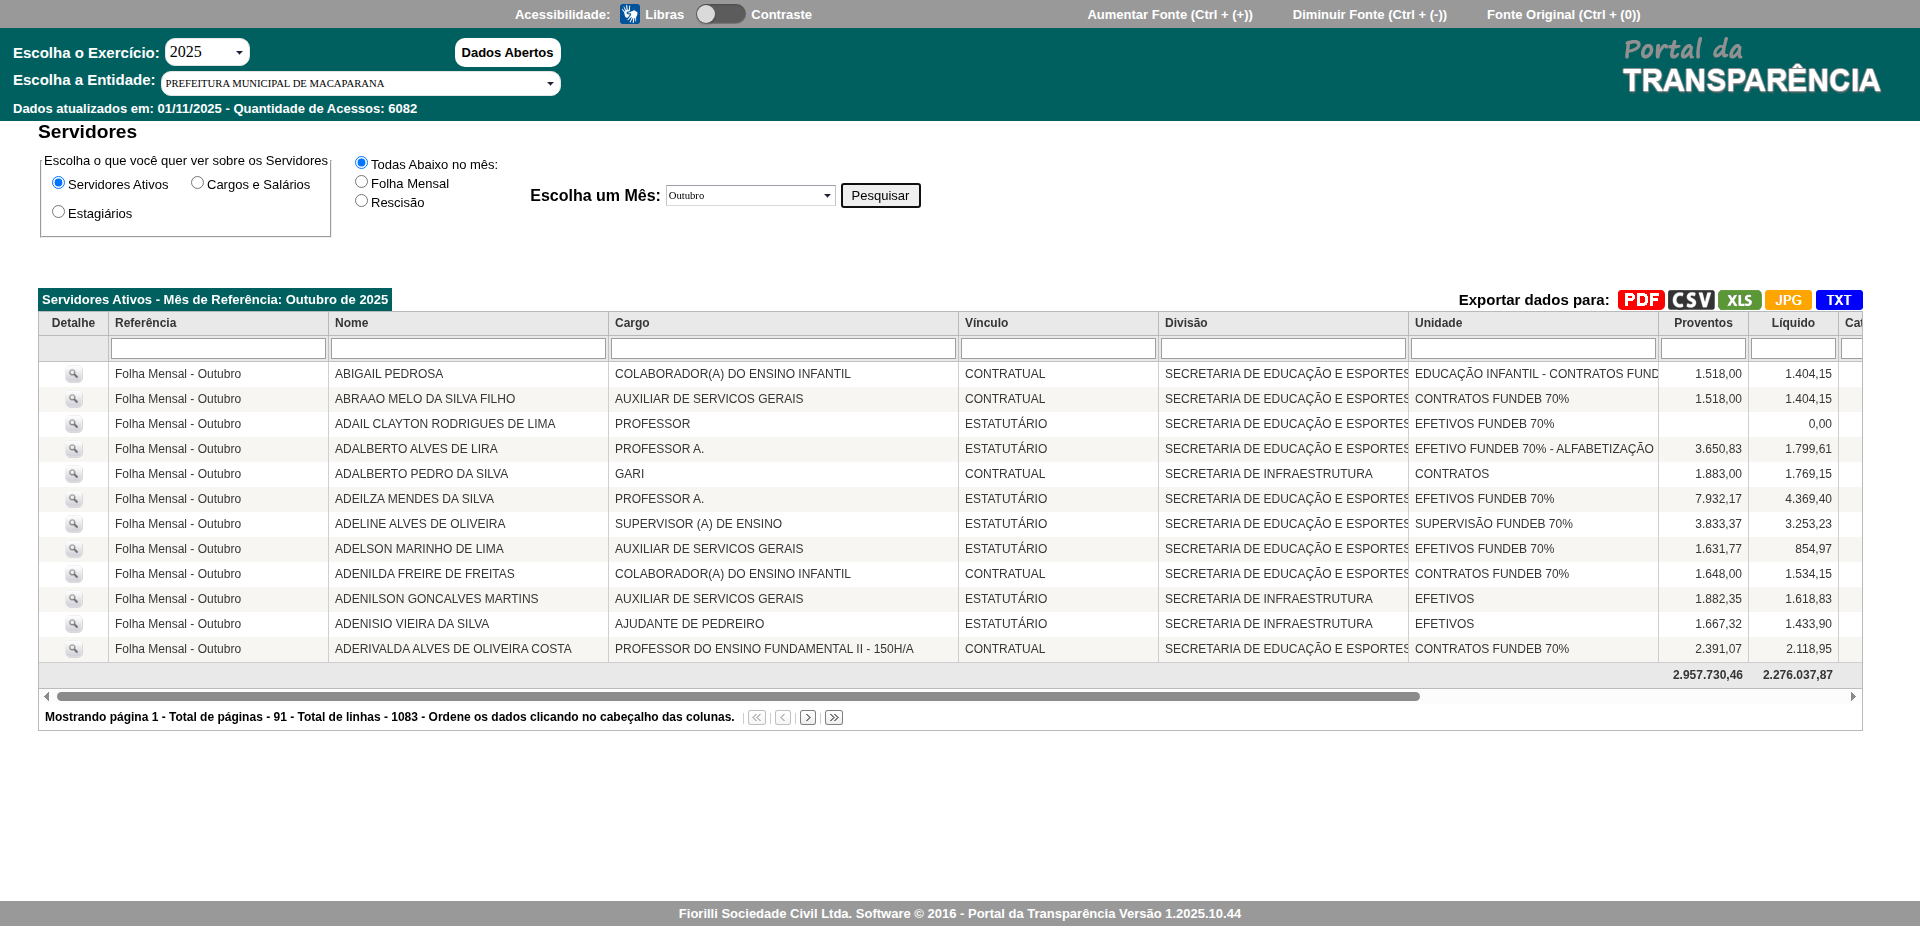 Acessibilidade: Libras Contraste Aumentar Fonte (Ctrl + (+)) Diminuir Fonte (Ctrl + (-)) Fonte Original (Ctrl + (0))
Escolha o Exercício: 2025 Dados Abertos
Escolha a Entidade: PREFEITURA MUNICIPAL DE MACAPARANA
Dados atualizados em: 01/11/2025 - Quantidade de Acessos: 6082
Portal da
TRANSPARÊNCIA
Servidores
Escolha o que você quer ver sobre os Servidores
Servidores Ativos Cargos e Salários
Estagiários
Todas Abaixo no mês:
Folha Mensal
Rescisão
Escolha um Mês: Outubro Pesquisar
Servidores Ativos - Mês de Referência: Outubro de 2025
Exportar dados para: PDF CSV XLS JPG TXT
Detalhe Referência Nome Cargo Vínculo Divisão Unidade Proventos Líquido Cat
Folha Mensal - Outubro ABIGAIL PEDROSA COLABORADOR(A) DO ENSINO INFANTIL CONTRATUAL SECRETARIA DE EDUCAÇÃO E ESPORTES EDUCAÇÃO INFANTIL - CONTRATOS FUND 1.518,00 1.404,15
Folha Mensal - Outubro ABRAAO MELO DA SILVA FILHO AUXILIAR DE SERVICOS GERAIS CONTRATUAL SECRETARIA DE EDUCAÇÃO E ESPORTES CONTRATOS FUNDEB 70% 1.518,00 1.404,15
Folha Mensal - Outubro ADAIL CLAYTON RODRIGUES DE LIMA PROFESSOR ESTATUTÁRIO SECRETARIA DE EDUCAÇÃO E ESPORTES EFETIVOS FUNDEB 70% 0,00
Folha Mensal - Outubro ADALBERTO ALVES DE LIRA PROFESSOR A. ESTATUTÁRIO SECRETARIA DE EDUCAÇÃO E ESPORTES EFETIVO FUNDEB 70% - ALFABETIZAÇÃO 3.650,83 1.799,61
Folha Mensal - Outubro ADALBERTO PEDRO DA SILVA GARI CONTRATUAL SECRETARIA DE INFRAESTRUTURA CONTRATOS 1.883,00 1.769,15
Folha Mensal - Outubro ADEILZA MENDES DA SILVA PROFESSOR A. ESTATUTÁRIO SECRETARIA DE EDUCAÇÃO E ESPORTES EFETIVOS FUNDEB 70% 7.932,17 4.369,40
Folha Mensal - Outubro ADELINE ALVES DE OLIVEIRA SUPERVISOR (A) DE ENSINO ESTATUTÁRIO SECRETARIA DE EDUCAÇÃO E ESPORTES SUPERVISÃO FUNDEB 70% 3.833,37 3.253,23
Folha Mensal - Outubro ADELSON MARINHO DE LIMA AUXILIAR DE SERVICOS GERAIS ESTATUTÁRIO SECRETARIA DE EDUCAÇÃO E ESPORTES EFETIVOS FUNDEB 70% 1.631,77 854,97
Folha Mensal - Outubro ADENILDA FREIRE DE FREITAS COLABORADOR(A) DO ENSINO INFANTIL CONTRATUAL SECRETARIA DE EDUCAÇÃO E ESPORTES CONTRATOS FUNDEB 70% 1.648,00 1.534,15
Folha Mensal - Outubro ADENILSON GONCALVES MARTINS AUXILIAR DE SERVICOS GERAIS ESTATUTÁRIO SECRETARIA DE INFRAESTRUTURA EFETIVOS 1.882,35 1.618,83
Folha Mensal - Outubro ADENISIO VIEIRA DA SILVA AJUDANTE DE PEDREIRO ESTATUTÁRIO SECRETARIA DE INFRAESTRUTURA EFETIVOS 1.667,32 1.433,90
Folha Mensal - Outubro ADERIVALDA ALVES DE OLIVEIRA COSTA PROFESSOR DO ENSINO FUNDAMENTAL II - 150H/A CONTRATUAL SECRETARIA DE EDUCAÇÃO E ESPORTES CONTRATOS FUNDEB 70% 2.391,07 2.118,95
2.957.730,46 2.276.037,87
Mostrando página 1 - Total de páginas - 91 - Total de linhas - 1083 - Ordene os dados clicando no cabeçalho das colunas.
Fiorilli Sociedade Civil Ltda. Software © 2016 - Portal da Transparência Versão 1.2025.10.44